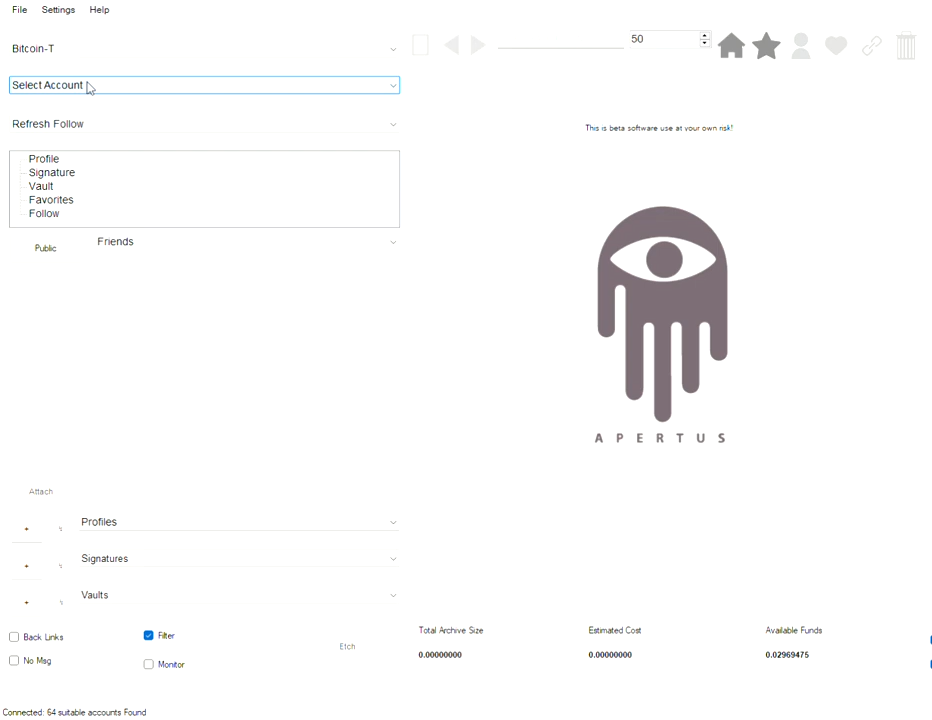 File Settings Help
Bitcoin-T
50
Select Account
Refresh Follow
This is beta software use at your own risk!
Profile
Signature
Vault
Favorites
Follow
Public
Friends
APERTUS
Attach
Profiles
Signatures
Vaults
Back Links
Filter
No Msg
Monitor
Etch
Total Archive Size
Estimated Cost
Available Funds
0.00000000
0.00000000
0.02969475
Connected: 64 suitable accounts Found